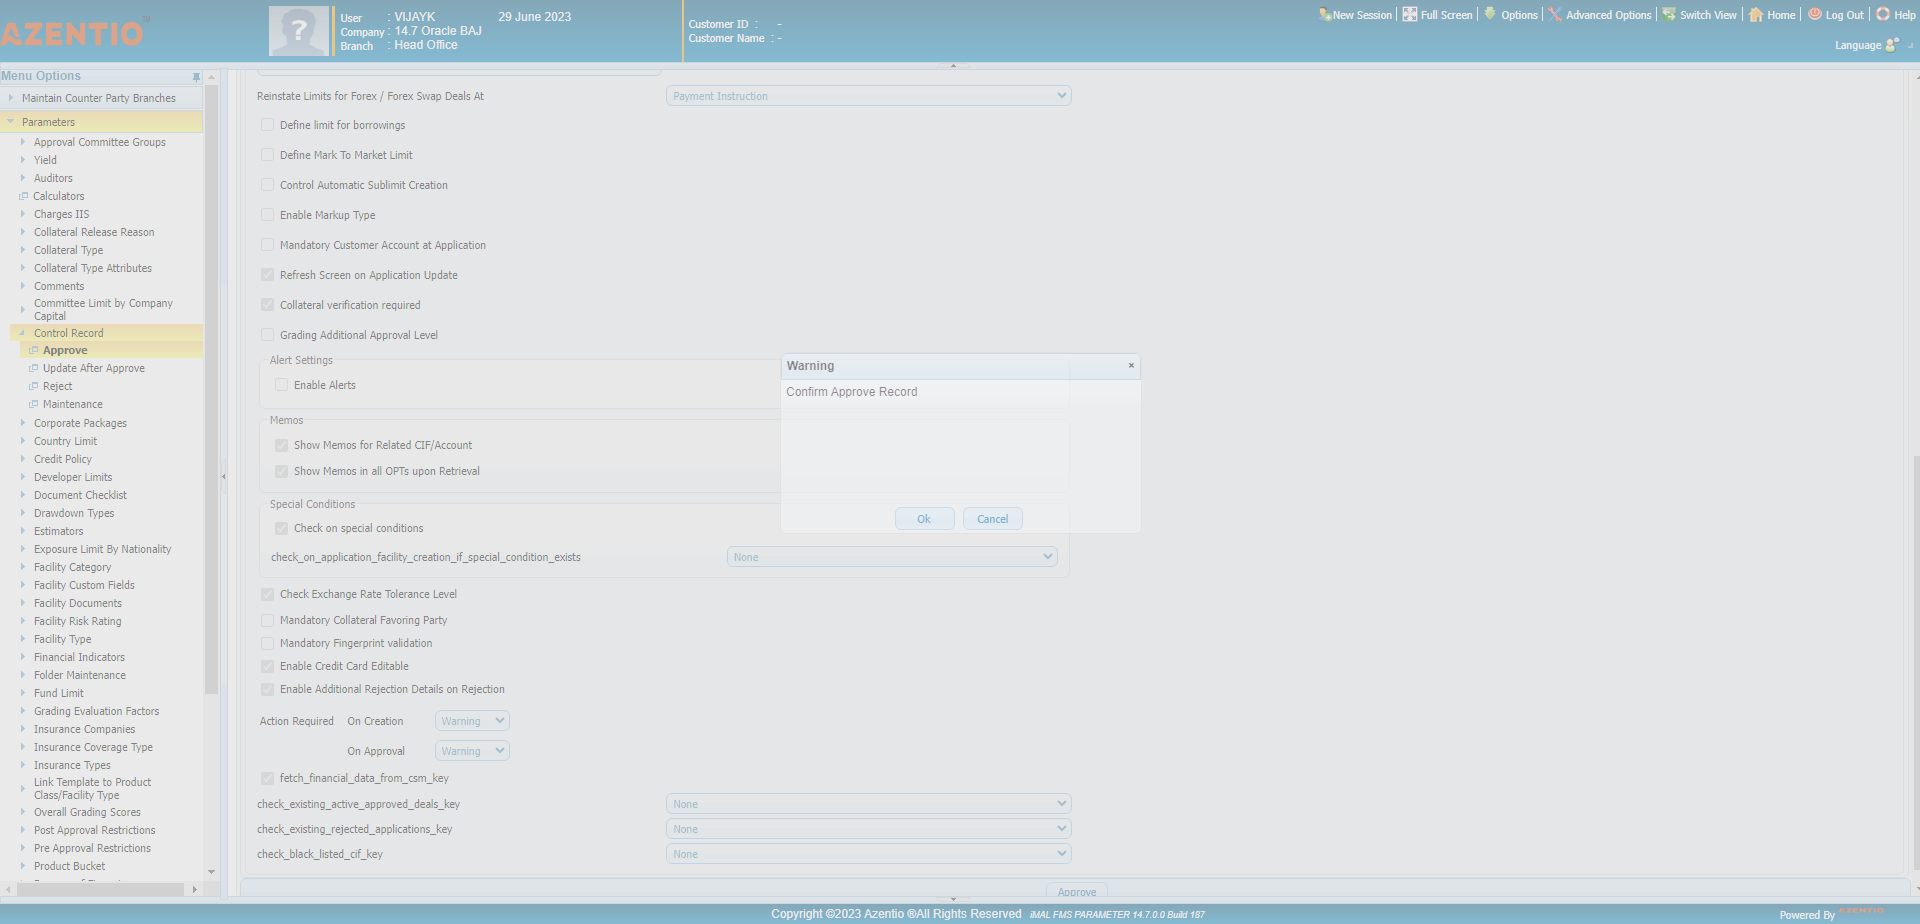 AZENTIO
User : VIJAYK 29 June 2023
Company : 14.7 Oracle BAJ
Branch : Head Office
Customer ID : -
Customer Name : -
New Session Full Screen Options Advanced Options Switch View Home Log Out Help
Language
Menu Options
Maintain Counter Party Branches
Parameters
Approval Committee Groups
Yield
Auditors
Calculators
Charges IIS
Collateral Release Reason
Collateral Type
Collateral Type Attributes
Comments
Committee Limit by Company
Capital
Control Record
Approve
Update After Approve
Reject
Maintenance
Corporate Packages
Country Limit
Credit Policy
Developer Limits
Document Checklist
Drawdown Types
Estimators
Exposure Limit By Nationality
Facility Category
Facility Custom Fields
Facility Documents
Facility Risk Rating
Facility Type
Financial Indicators
Folder Maintenance
Fund Limit
Grading Evaluation Factors
Insurance Companies
Insurance Coverage Type
Insurance Types
Link Template to Product
Class/Facility Type
Overall Grading Scores
Post Approval Restrictions
Pre Approval Restrictions
Product Bucket
Reinstate Limits for Forex / Forex Swap Deals At Payment Instruction
Define limit for borrowings
Define Mark To Market Limit
Control Automatic Sublimit Creation
Enable Markup Type
Mandatory Customer Account at Application
Refresh Screen on Application Update
Collateral verification required
Grading Additional Approval Level
Alert Settings
Enable Alerts
Memos
Show Memos for Related CIF/Account
Show Memos in all OPTs upon Retrieval
Special Conditions
Check on special conditions
check_on_application_facility_creation_if_special_condition_exists None
Check Exchange Rate Tolerance Level
Mandatory Collateral Favoring Party
Mandatory Fingerprint validation
Enable Credit Card Editable
Enable Additional Rejection Details on Rejection
Action Required On Creation Warning
On Approval Warning
fetch_financial_data_from_csm_key
check_existing_active_approved_deals_key None
check_existing_rejected_applications_key None
check_black_listed_cif_key None
Approve
Warning ×
Confirm Approve Record
Ok Cancel
Copyright ©2023 Azentio ®All Rights Reserved iMAL FMS PARAMETER 14.7.0.0 Build 187
Powered By AZENTIO